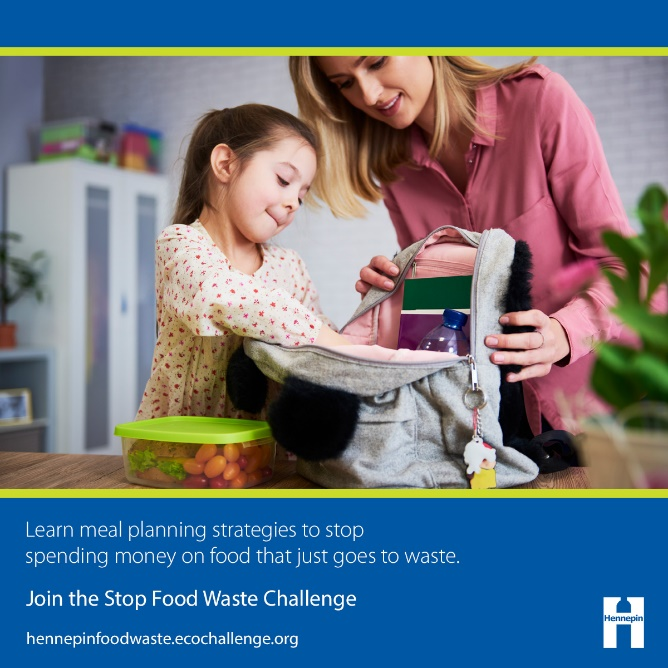 Learn meal planning strategies to stop
spending money on food that just goes to waste.
Join the Stop Food Waste Challenge
hennepinfoodwaste.ecochallenge.org
Hennepin